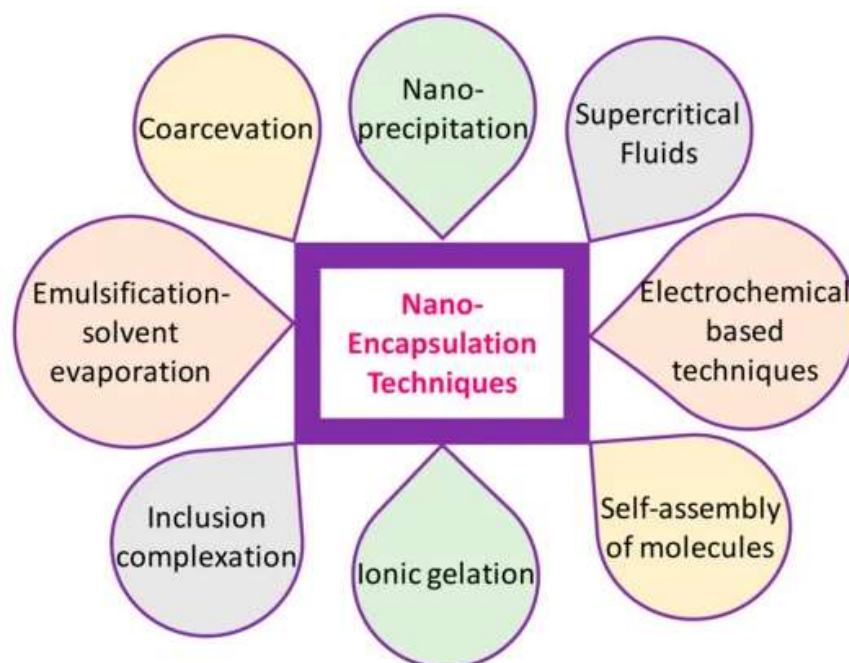 Coarcevation
Nano-
precipitation
Supercritical
Fluids
Emulsification-
solvent
evaporation
Nano-
Encapsulation
Techniques
Electrochemical
based
techniques
Inclusion
complexation
Ionic gelation
Self-assembly
of molecules